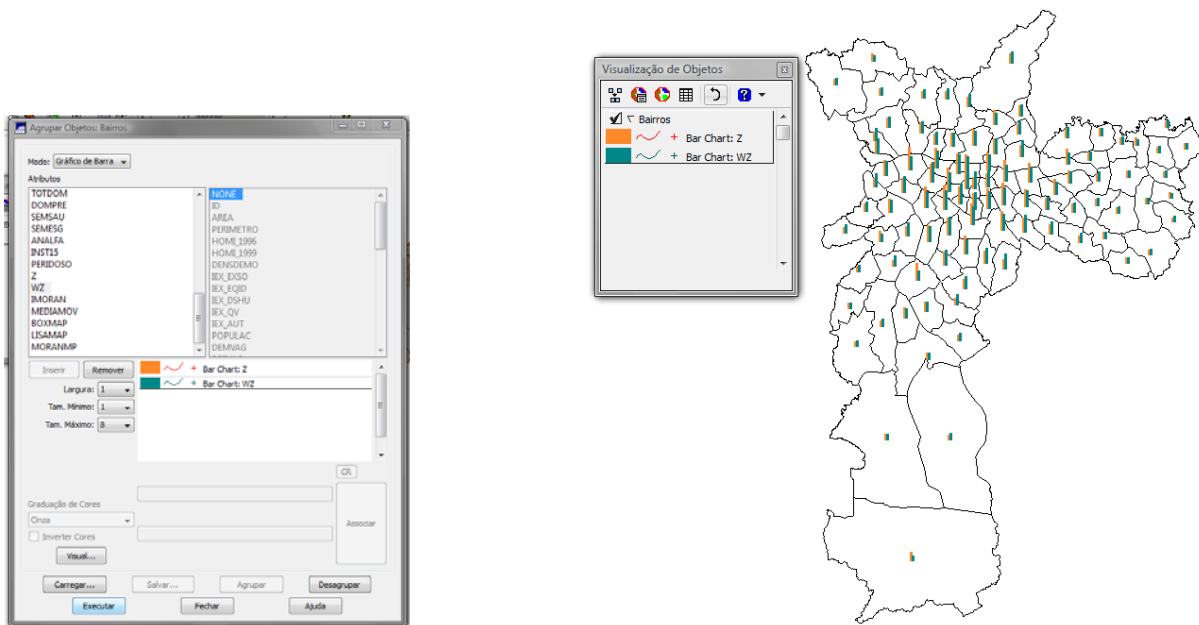 Agrupar Objetos: Bairros
Modo: Gráfico de Barra
Atributos
TOTDOM
DOMPRE
SEMSAU
SEMESG
ANALFA
INST15
PERIDOSO
Z
WZ
IMORAN
MEDIAMOV
BOXMAP
LISAMAP
MORANMP
NONE
ID
AREA
PERIMETRO
HOMI_1996
HOMI_1999
DENSDEMO
IEX_EXSO
IEX_EQID
IEX_DSHU
IEX_QV
IEX_AUT
POPULAC
DEMVAG
Inserir Remover
Largura: 1
Tam. Mínimo: 1
Tam. Máximo: 8
Bar Chart: Z
Bar Chart: WZ
CR
Graduação de Cores
Cinza
Inverter Cores
Visual...
Associar
Carregar... Salvar... Agrupar Desagrupar
Executar Fechar Ajuda
Visualização de Objetos
Bairros
Bar Chart: Z
Bar Chart: WZ